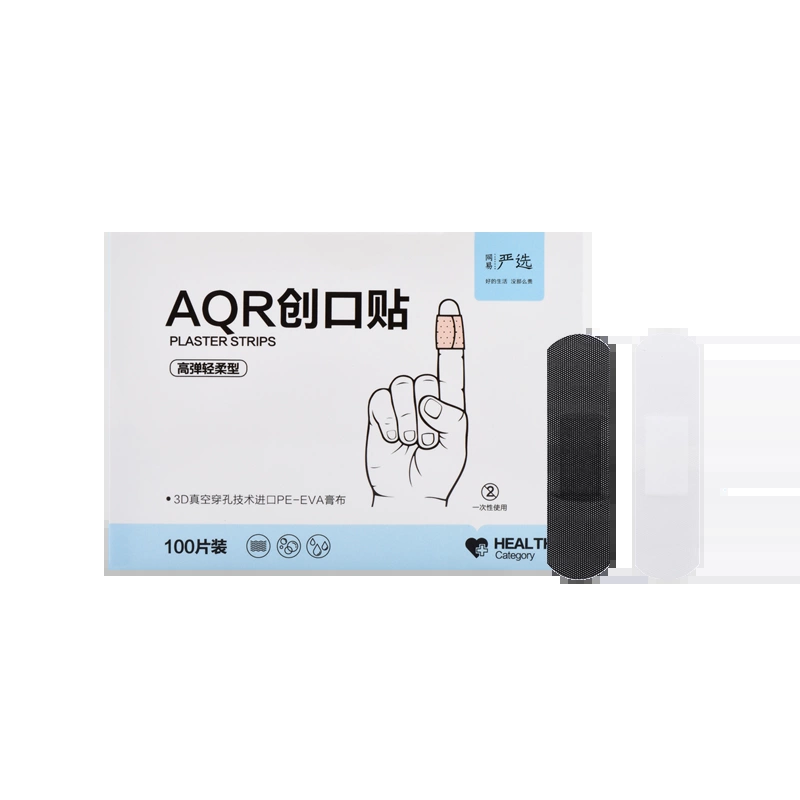 网易 严选
好的生活 没那么贵
AQR创口贴
PLASTER STRIPS
高弹轻柔型
•3D真空穿孔技术进口PE-EVA膏布
2
一次性使用
100片装
HEALTH
Category